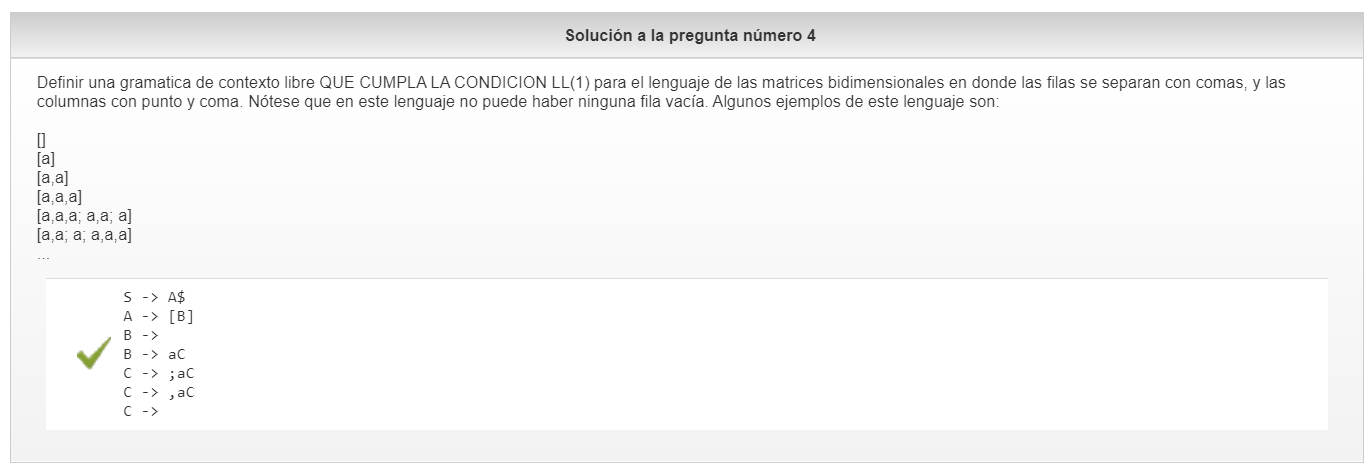 Solución a la pregunta número 4
Definir una gramatica de contexto libre QUE CUMPLA LA CONDICION LL(1) para el lenguaje de las matrices bidimensionales en donde las filas se separan con comas, y las
columnas con punto y coma. Nótese que en este lenguaje no puede haber ninguna fila vacía. Algunos ejemplos de este lenguaje son:
[]
[a]
[a,a]
[a,a,a]
[a,a,a; a,a; a]
[a,a; a; a,a,a]
...
S -> A$
A -> [B]
B ->
B -> aC
C -> ;aC
C -> ,aC
C ->